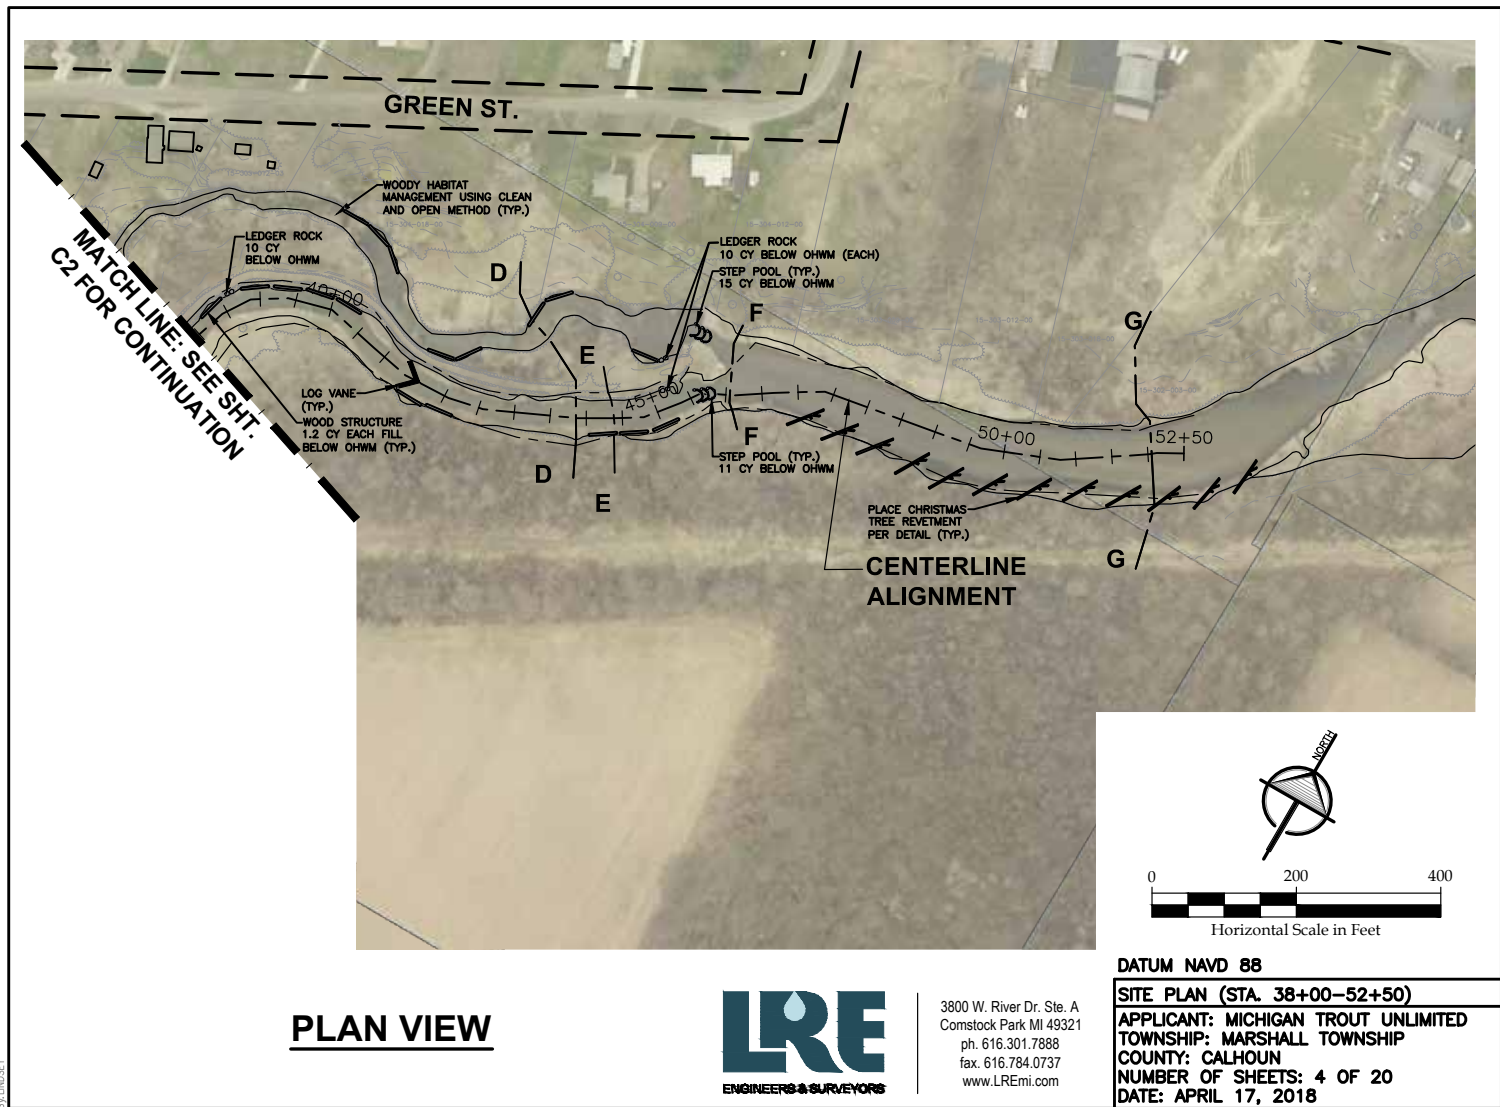 GREEN ST.
WOODY HABITAT
MANAGEMENT USING CLEAN
AND OPEN METHOD (TYP.)
LEDGER ROCK
10 CY
BELOW OHWM
LEDGER ROCK
10 CY BELOW OHWM (EACH)
STEP POOL (TYP.)
15 CY BELOW OHWM
MATCH LINE: SEE SHT.
C2 FOR CONTINUATION
40+00
D
E
F
G
LOG VANE
(TYP.)
WOOD STRUCTURE
1.2 CY EACH FILL
BELOW OHWM (TYP.)
45+00
50+00
52+50
D
E
F
G
STEP POOL (TYP.)
11 CY BELOW OHWM
PLACE CHRISTMAS
TREE REVETMENT
PER DETAIL (TYP.)
CENTERLINE
ALIGNMENT
NORTH
0 200 400
Horizontal Scale in Feet
PLAN VIEW
LRE
ENGINEERS & SURVEYORS
3800 W. River Dr. Ste. A
Comstock Park MI 49321
ph. 616.301.7888
fax. 616.784.0737
www.LREmi.com
DATUM NAVD 88
SITE PLAN (STA. 38+00-52+50)
APPLICANT: MICHIGAN TROUT UNLIMITED
TOWNSHIP: MARSHALL TOWNSHIP
COUNTY: CALHOUN
NUMBER OF SHEETS: 4 OF 20
DATE: APRIL 17, 2018